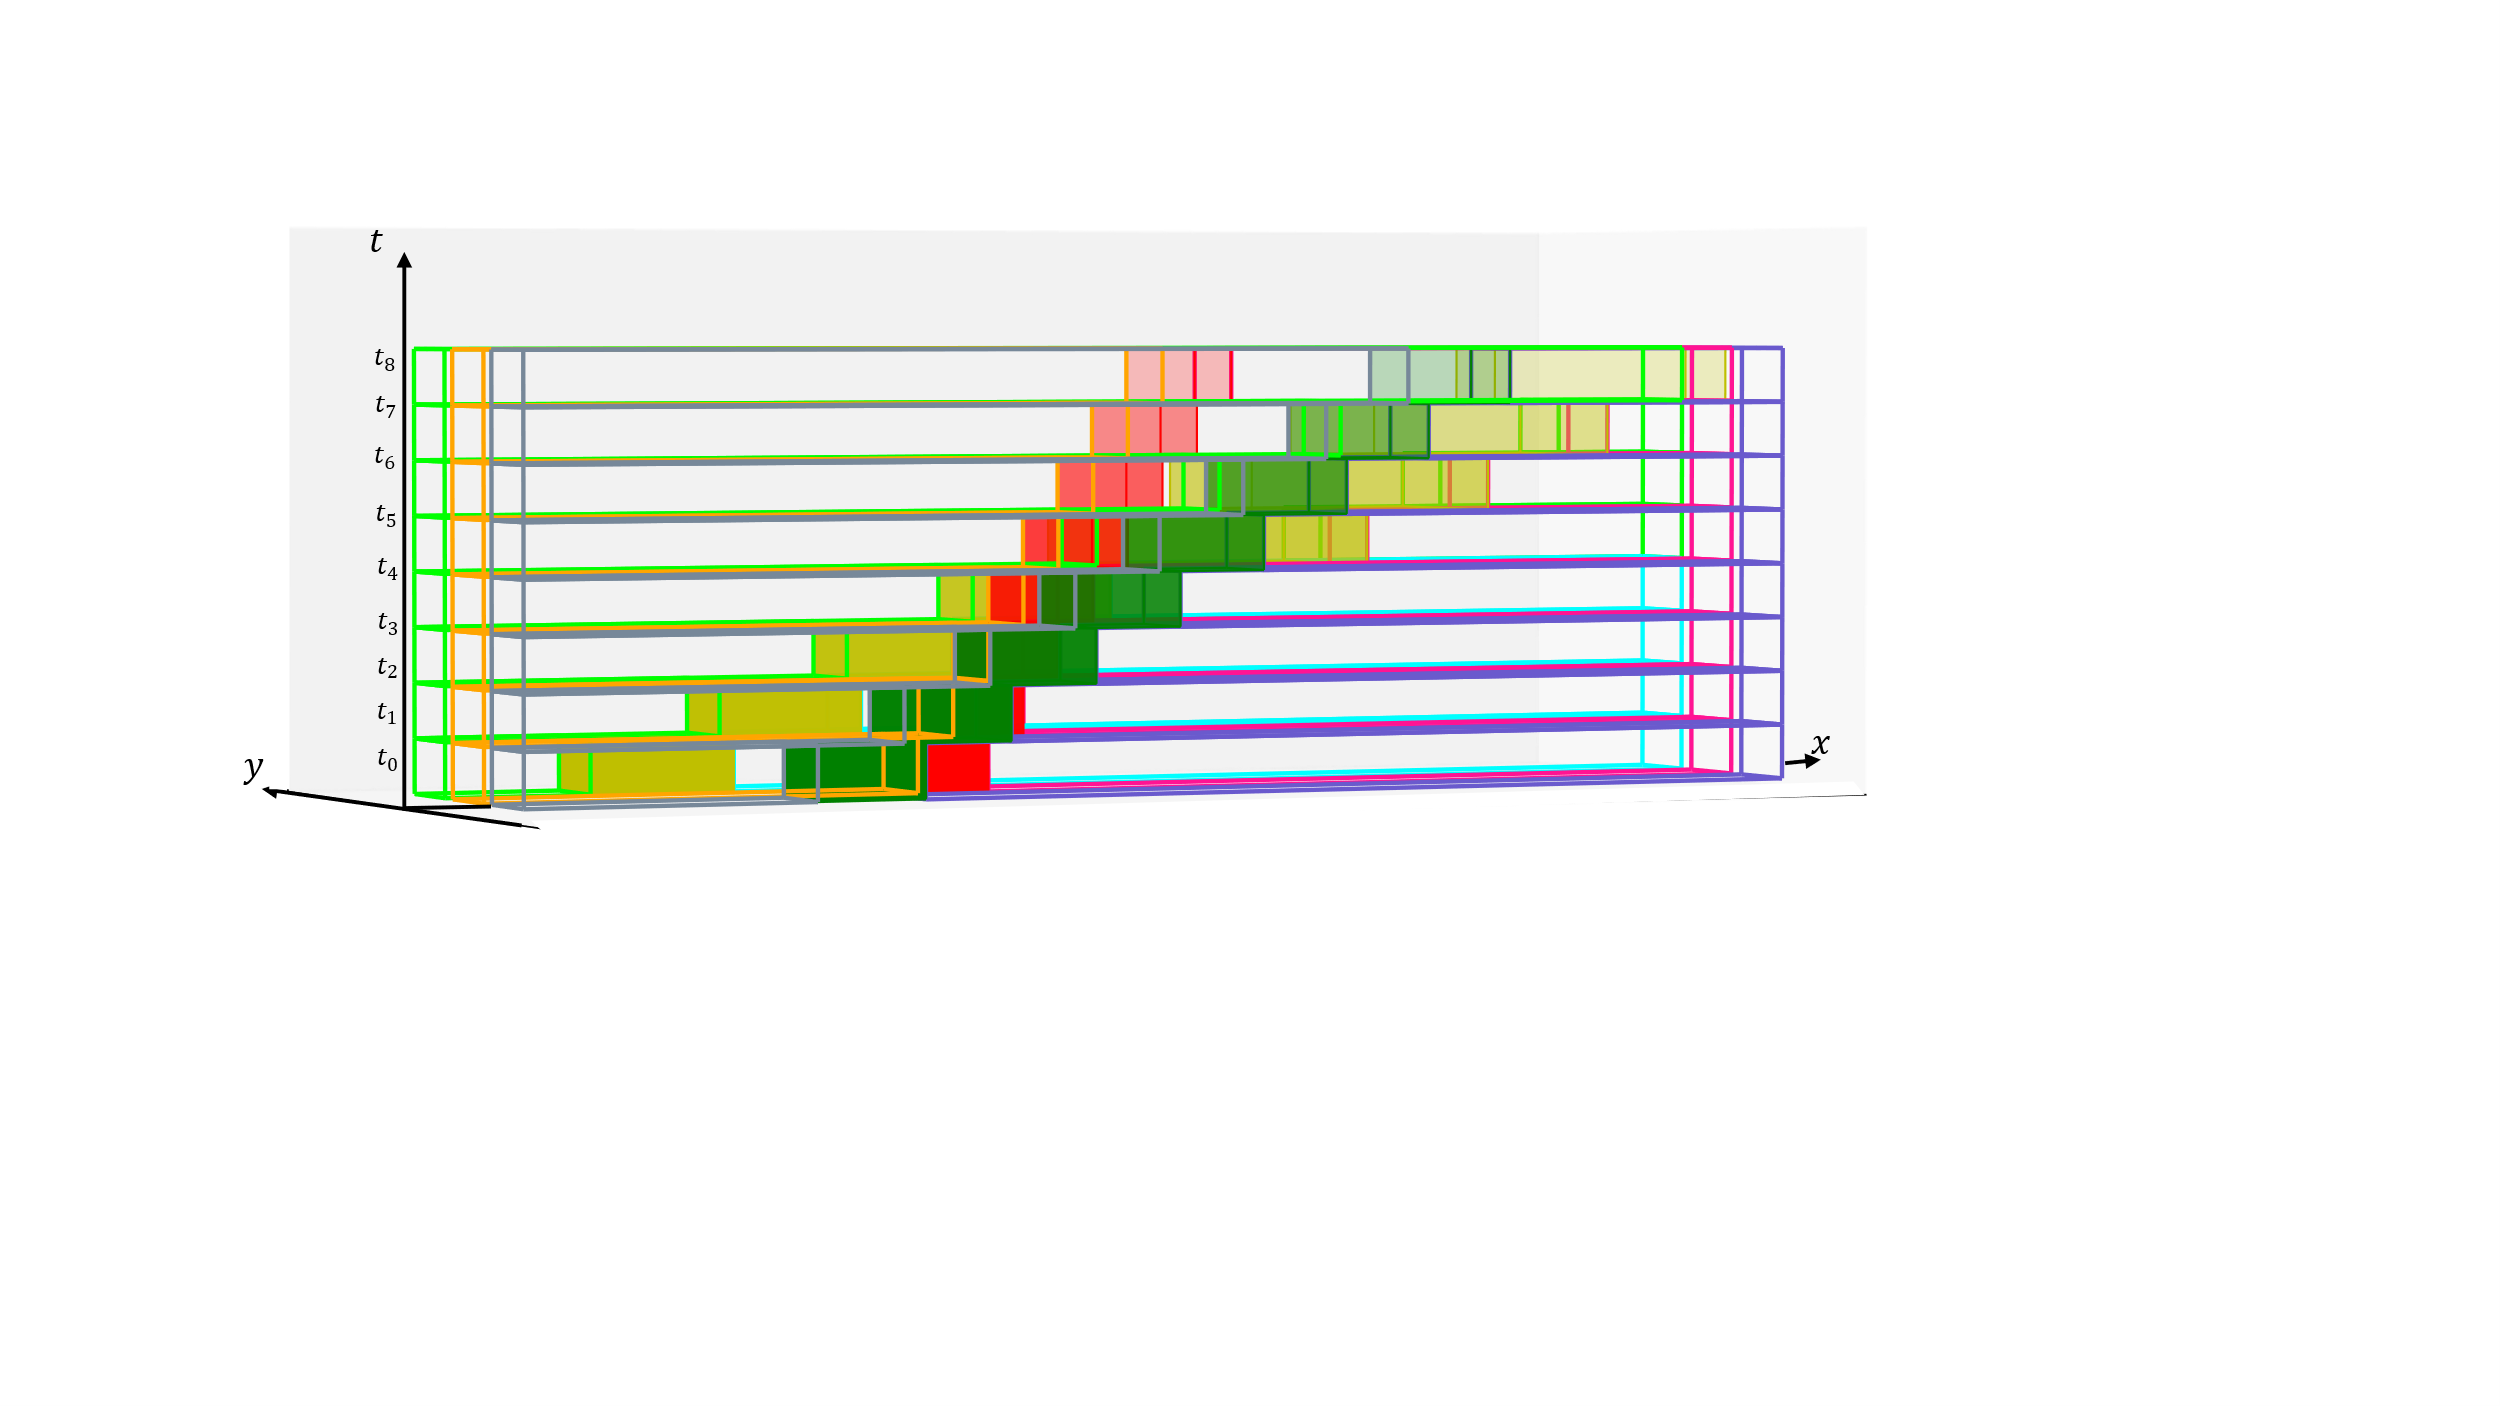 t
t₈
t₇
t₆
t₅
t₄
t₃
t₂
t₁
t₀
y
x